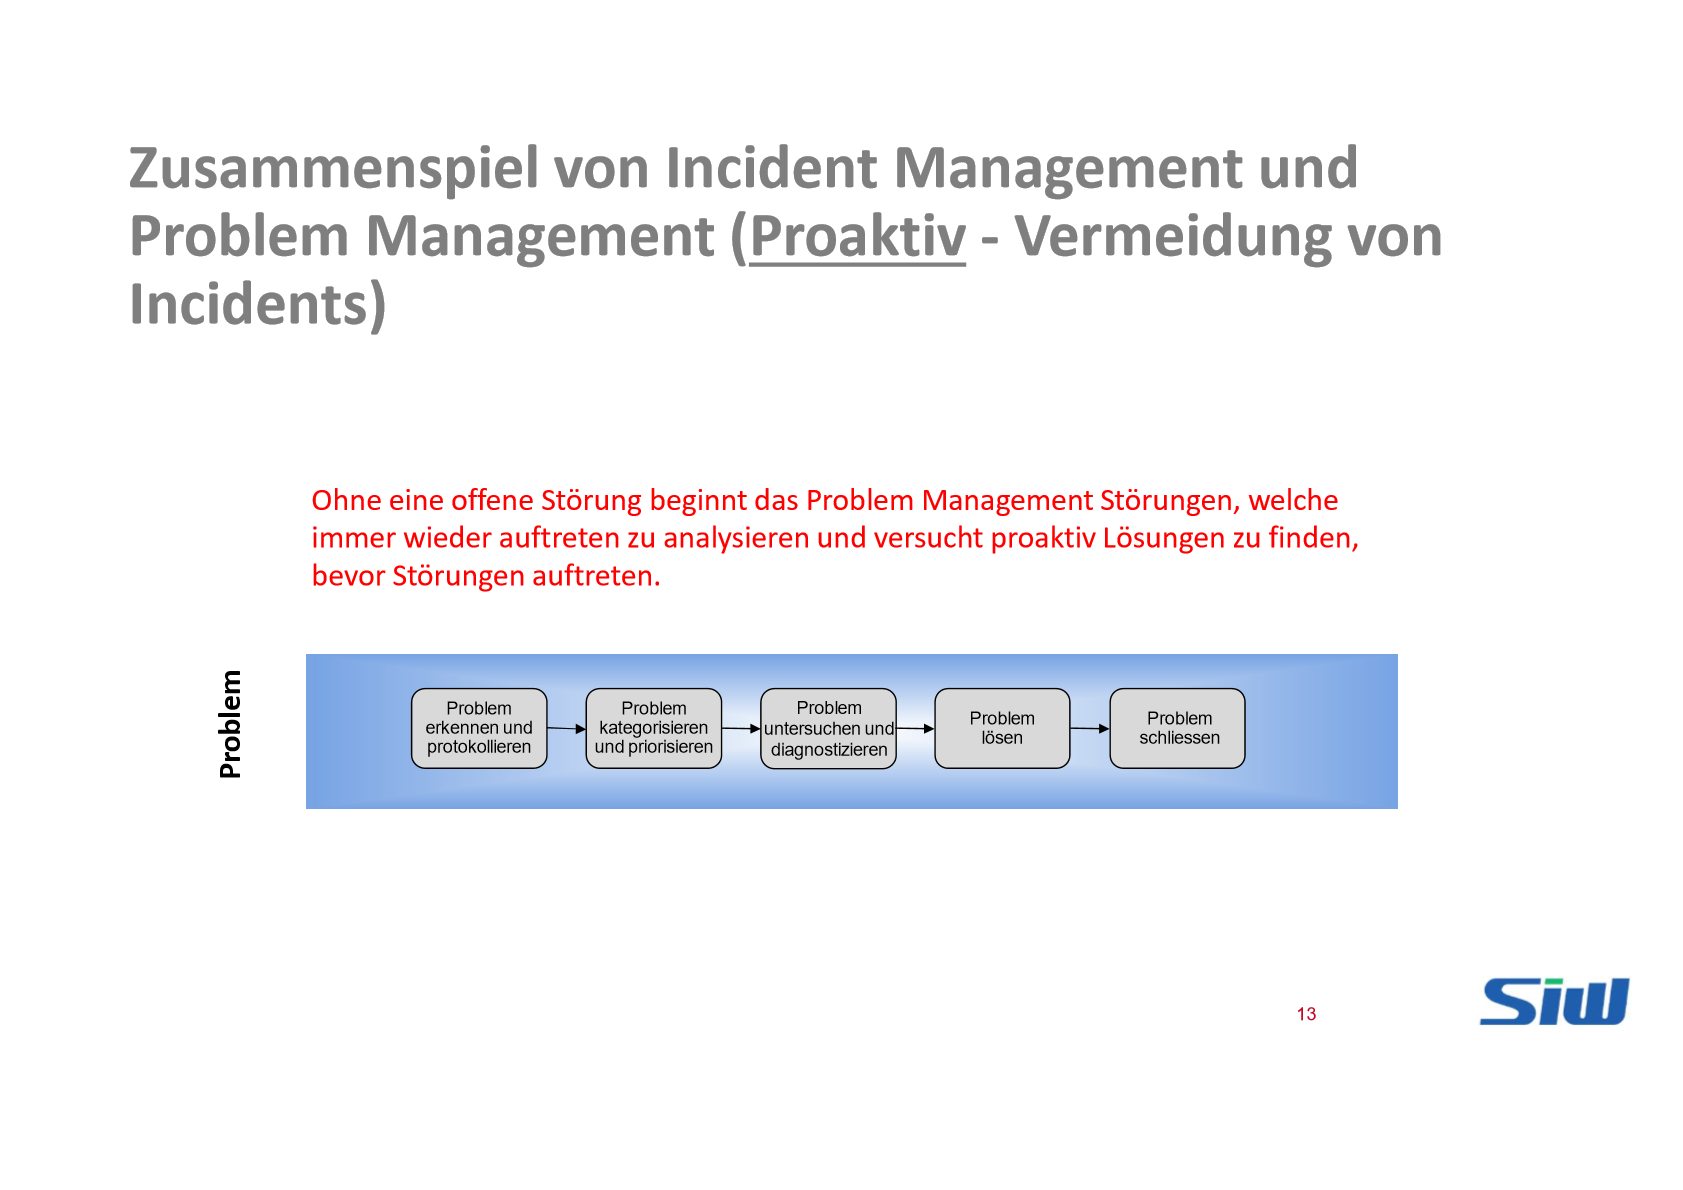 Zusammenspiel von Incident Management und
Problem Management (Proaktiv - Vermeidung von
Incidents)
Ohne eine offene Störung beginnt das Problem Management Störungen, welche
immer wieder auftreten zu analysieren und versucht proaktiv Lösungen zu finden,
bevor Störungen auftreten.
Problem
Problem
erkennen und
protokollieren
Problem
kategorisieren
und priorisieren
Problem
untersuchen und
diagnostizieren
Problem
lösen
Problem
schliessen
13
Siw